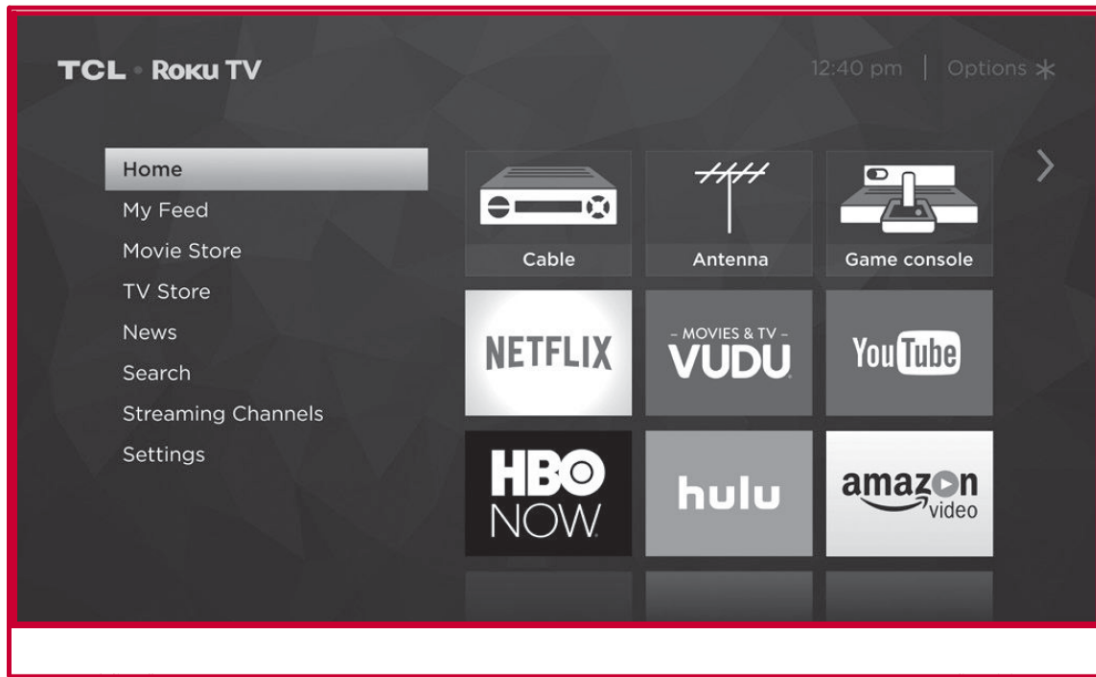 TCL • Roku TV
12:40 pm | Options *
Home
My Feed
Movie Store
TV Store
News
Search
Streaming Channels
Settings
Cable
Antenna
Game console
NETFLIX
– MOVIES & TV –
VUDU
YouTube
HBO
NOW
hulu
amazon
video